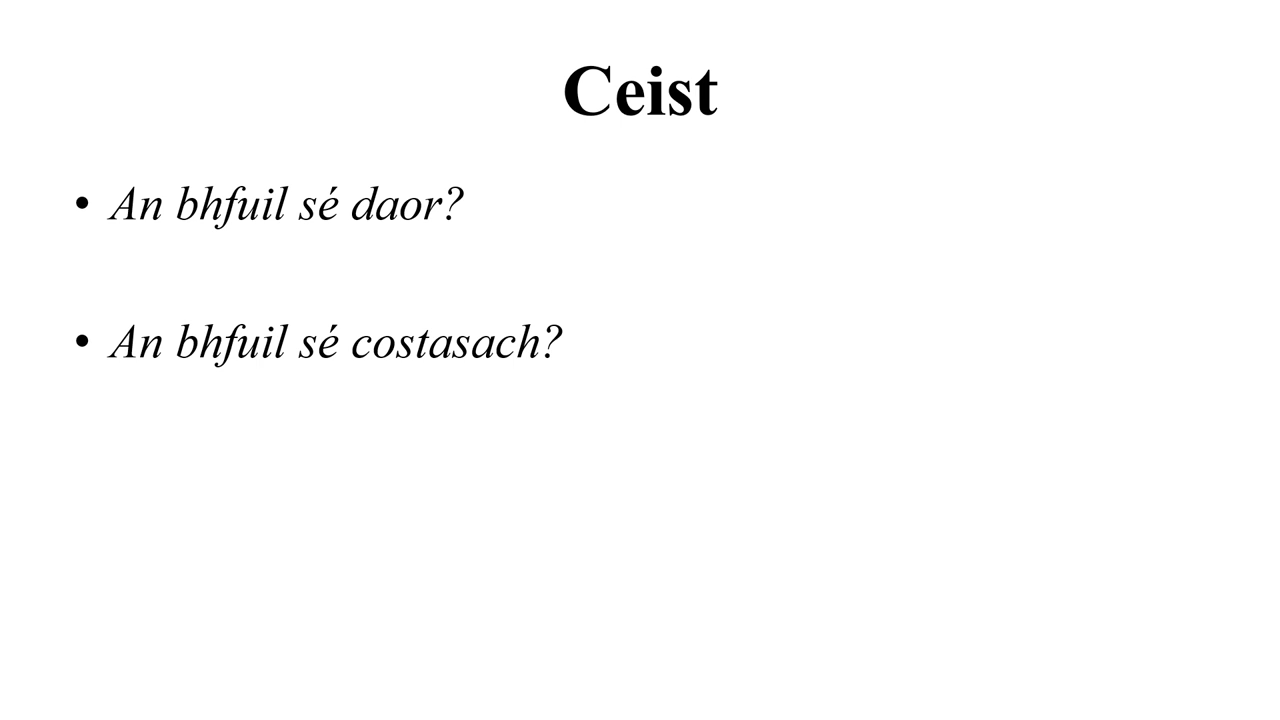 Ceist
• An bhfuil sé daor?
• An bhfuil sé costasach?